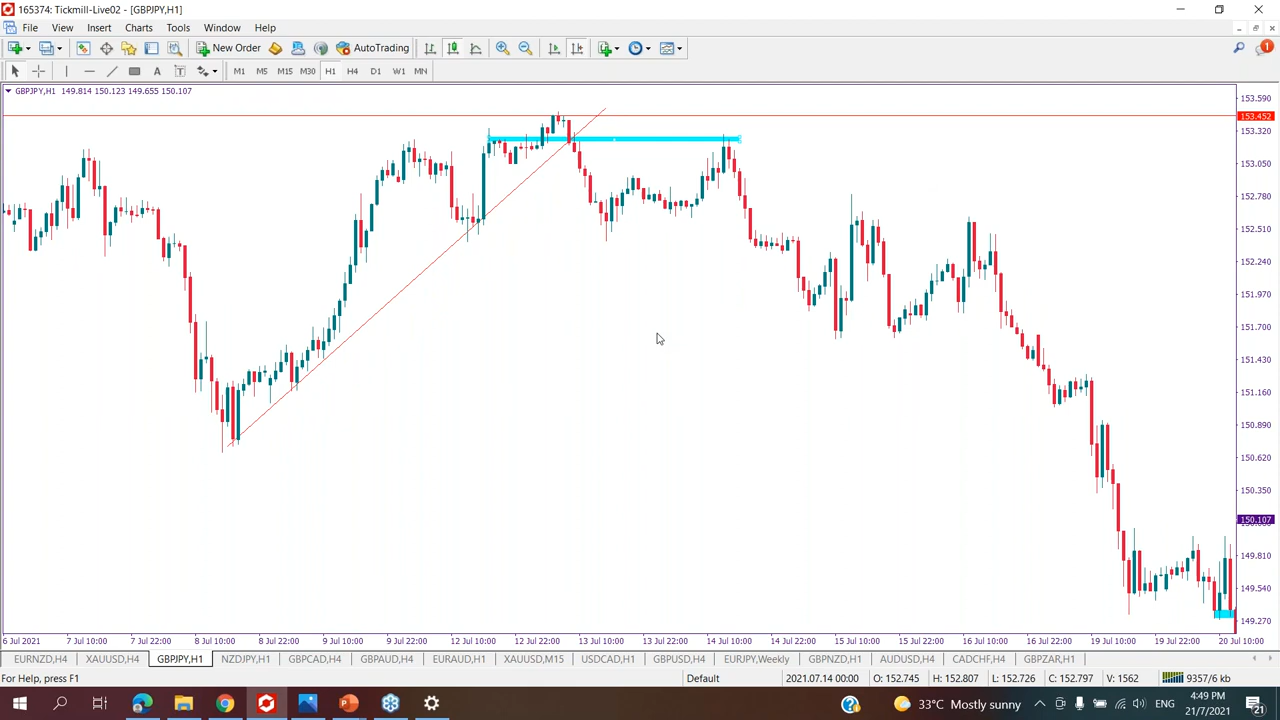 165374: Tickmill-Live02 - [GBPJPY,H1]
File View Insert Charts Tools Window Help
New Order AutoTrading 1
A T M1 M5 M15 M30 H1 H4 D1 W1 MN
GBPJPY,H1 149.814 150.123 149.655 150.107
153.590
153.452
153.320
153.050
152.780
152.510
152.240
151.970
151.700
151.430
151.160
150.890
150.620
150.350
150.107
149.810
149.540
149.270
6 Jul 2021 7 Jul 10:00 7 Jul 22:00 8 Jul 10:00 8 Jul 22:00 9 Jul 10:00 9 Jul 22:00 12 Jul 10:00 12 Jul 22:00 13 Jul 10:00 13 Jul 22:00 14 Jul 10:00 14 Jul 22:00 15 Jul 10:00 15 Jul 22:00 16 Jul 10:00 16 Jul 22:00 19 Jul 10:00 19 Jul 22:00 20 Jul 10:00
EURNZD,H4 XAUUSD,H4 GBPJPY,H1 NZDJPY,H1 GBPCAD,H4 GBPAUD,H4 EURAUD,H1 XAUUSD,M15 USDCAD,H1 GBPUSD,H4 EURJPY,Weekly GBPNZD,H1 AUDUSD,H4 CADCHF,H4 GBPZAR,H1
For Help, press F1 Default 2021.07.14 00:00 O: 152.745 H: 152.807 L: 152.726 C: 152.797 V: 1562 9357/6 kb
33°C Mostly sunny ENG 4:49 PM
21/7/2021 21